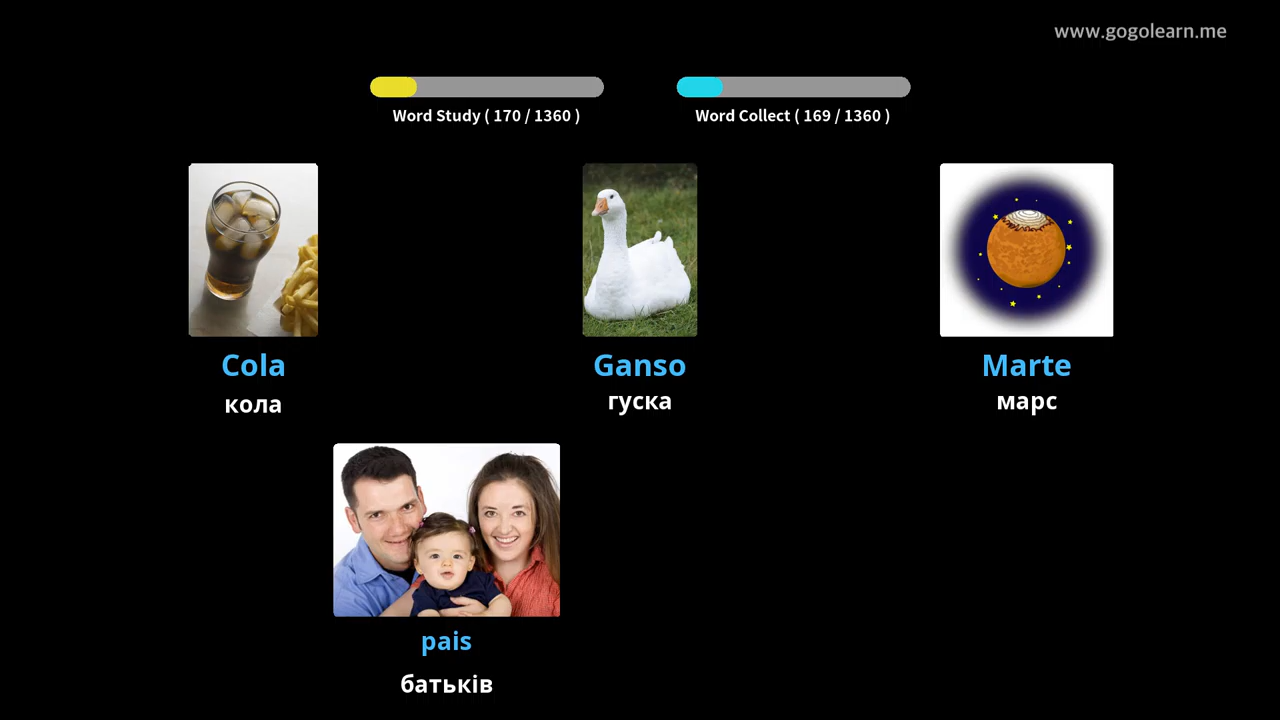 www.gogolearn.me
Word Study ( 170 / 1360 )
Word Collect ( 169 / 1360 )
Cola
Ganso
Marte
кола
гуска
марс
pais
батьків